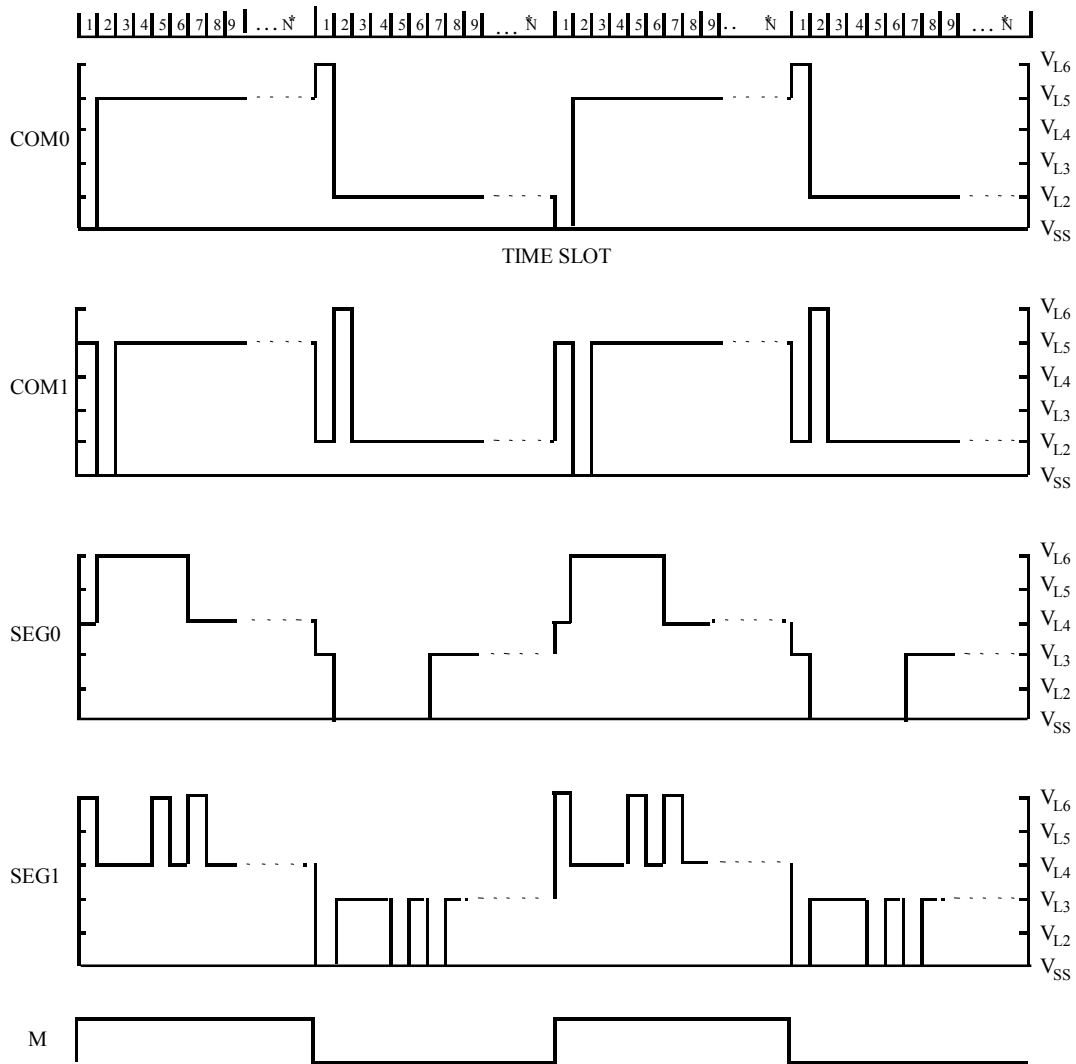 1 2 3 4 5 6 7 8 9 ... N* 1 2 3 4 5 6 7 8 9 ... N* 1 2 3 4 5 6 7 8 9 .. N* 1 2 3 4 5 6 7 8 9 ... N*
COM0
VL6
VL5
VL4
VL3
VL2
VSS
TIME SLOT
COM1
VL6
VL5
VL4
VL3
VL2
VSS
SEG0
VL6
VL5
VL4
VL3
VL2
VSS
SEG1
VL6
VL5
VL4
VL3
VL2
VSS
M